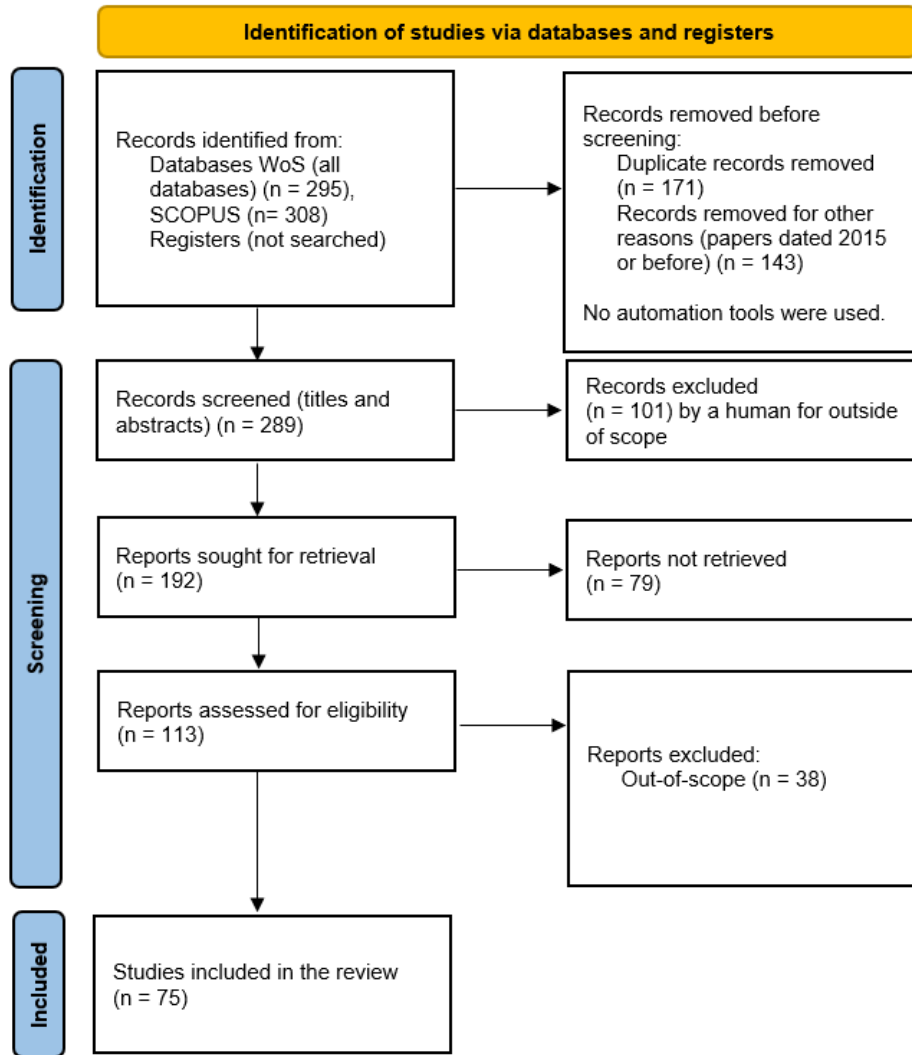 Identification of studies via databases and registers
Identification
Records identified from:
Databases WoS (all
databases) (n = 295),
SCOPUS (n= 308)
Registers (not searched)
Records removed before
screening:
Duplicate records removed
(n = 171)
Records removed for other
reasons (papers dated 2015
or before) (n = 143)
No automation tools were used.
Screening
Records screened (titles and
abstracts) (n = 289)
Records excluded
(n = 101) by a human for outside
of scope
Reports sought for retrieval
(n = 192)
Reports not retrieved
(n = 79)
Reports assessed for eligibility
(n = 113)
Reports excluded:
Out-of-scope (n = 38)
Included
Studies included in the review
(n = 75)